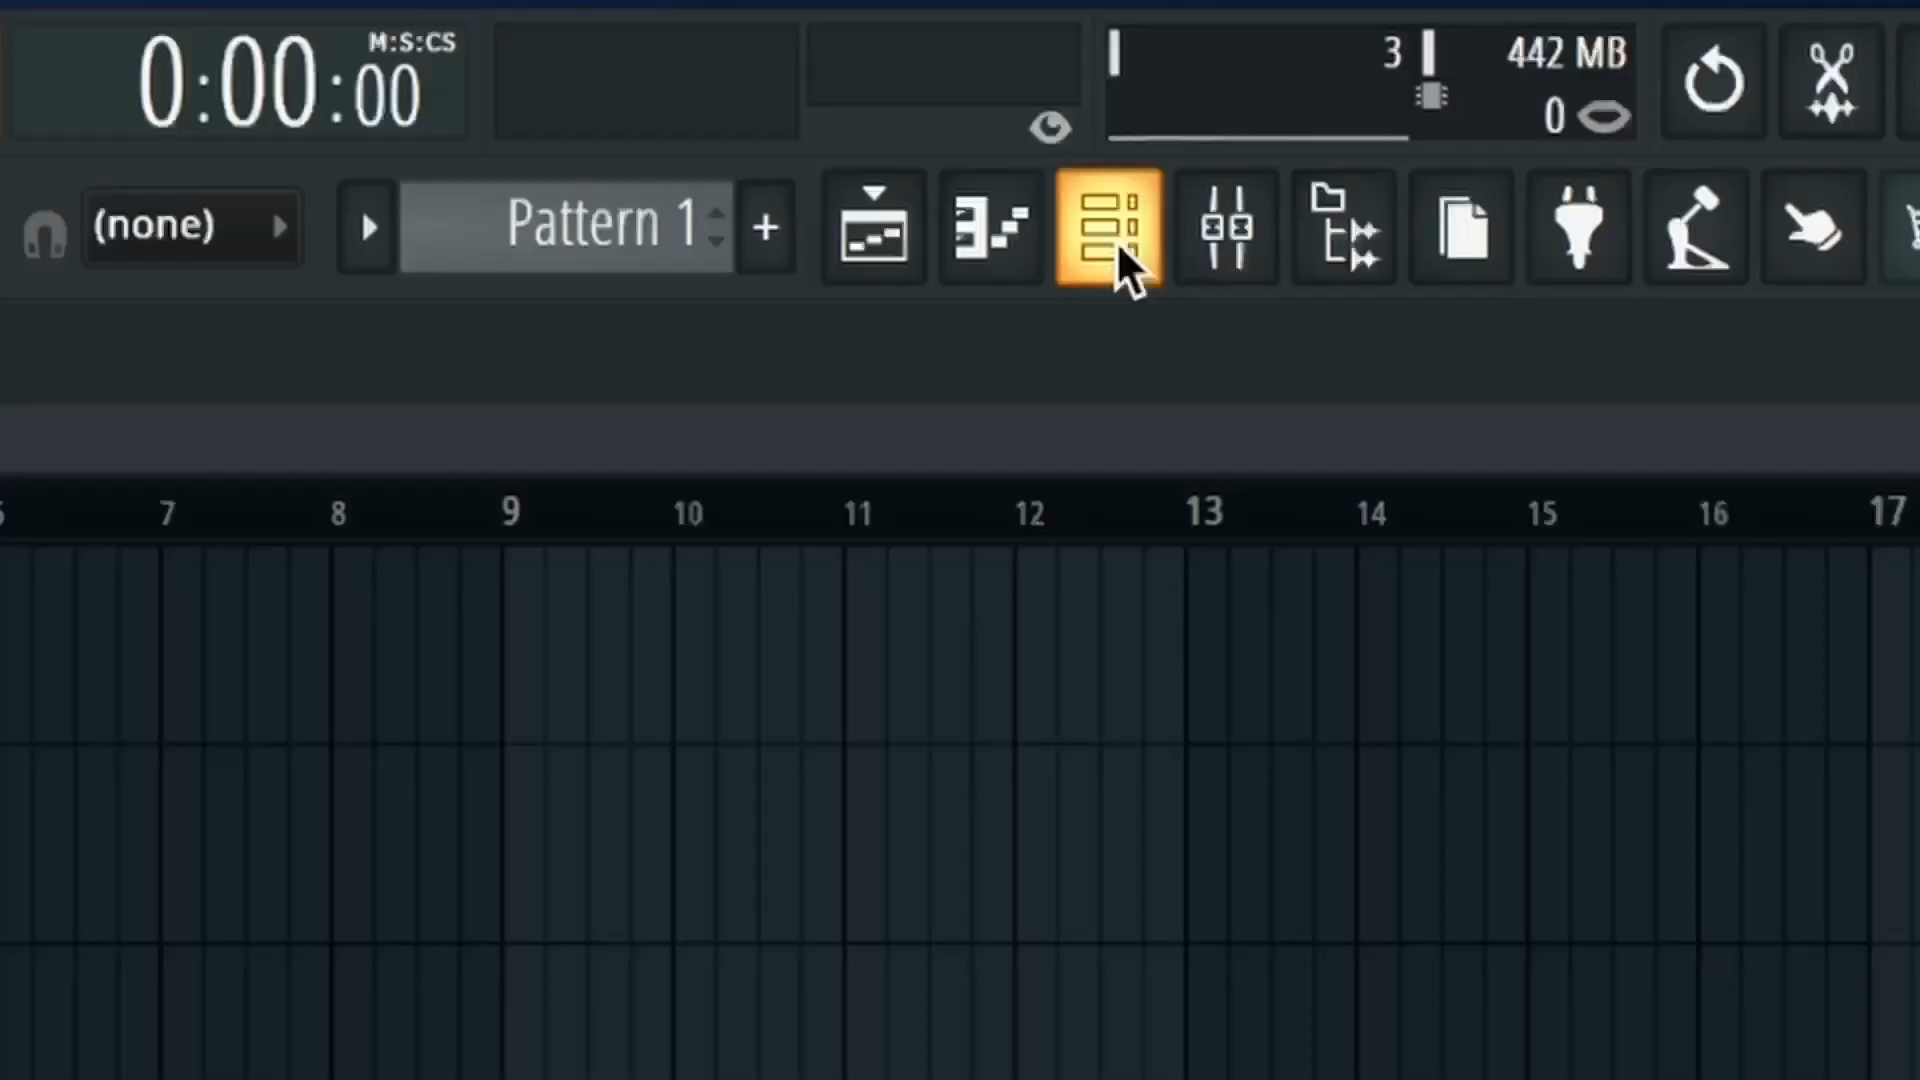 0:00:00 M:S:CS
3
442 MB
0
(none)
Pattern 1
+
7 8 9 10 11 12 13 14 15 16 17